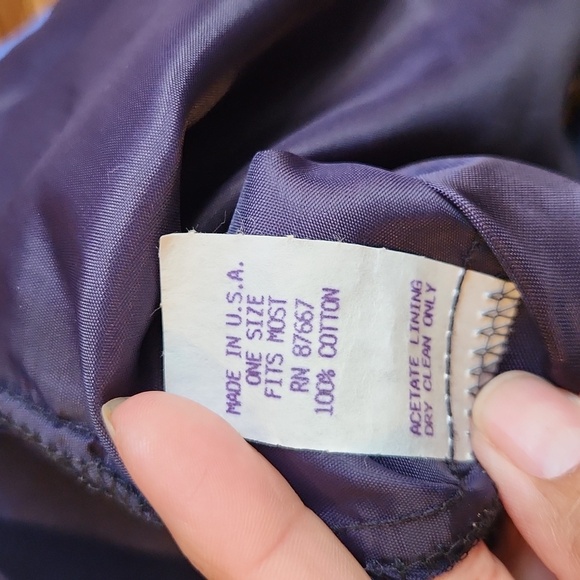 MADE IN U.S.A.
ONE SIZE
FITS MOST
RN 87667
100% COTTON
ACETATE LINING
DRY CLEAN ONLY